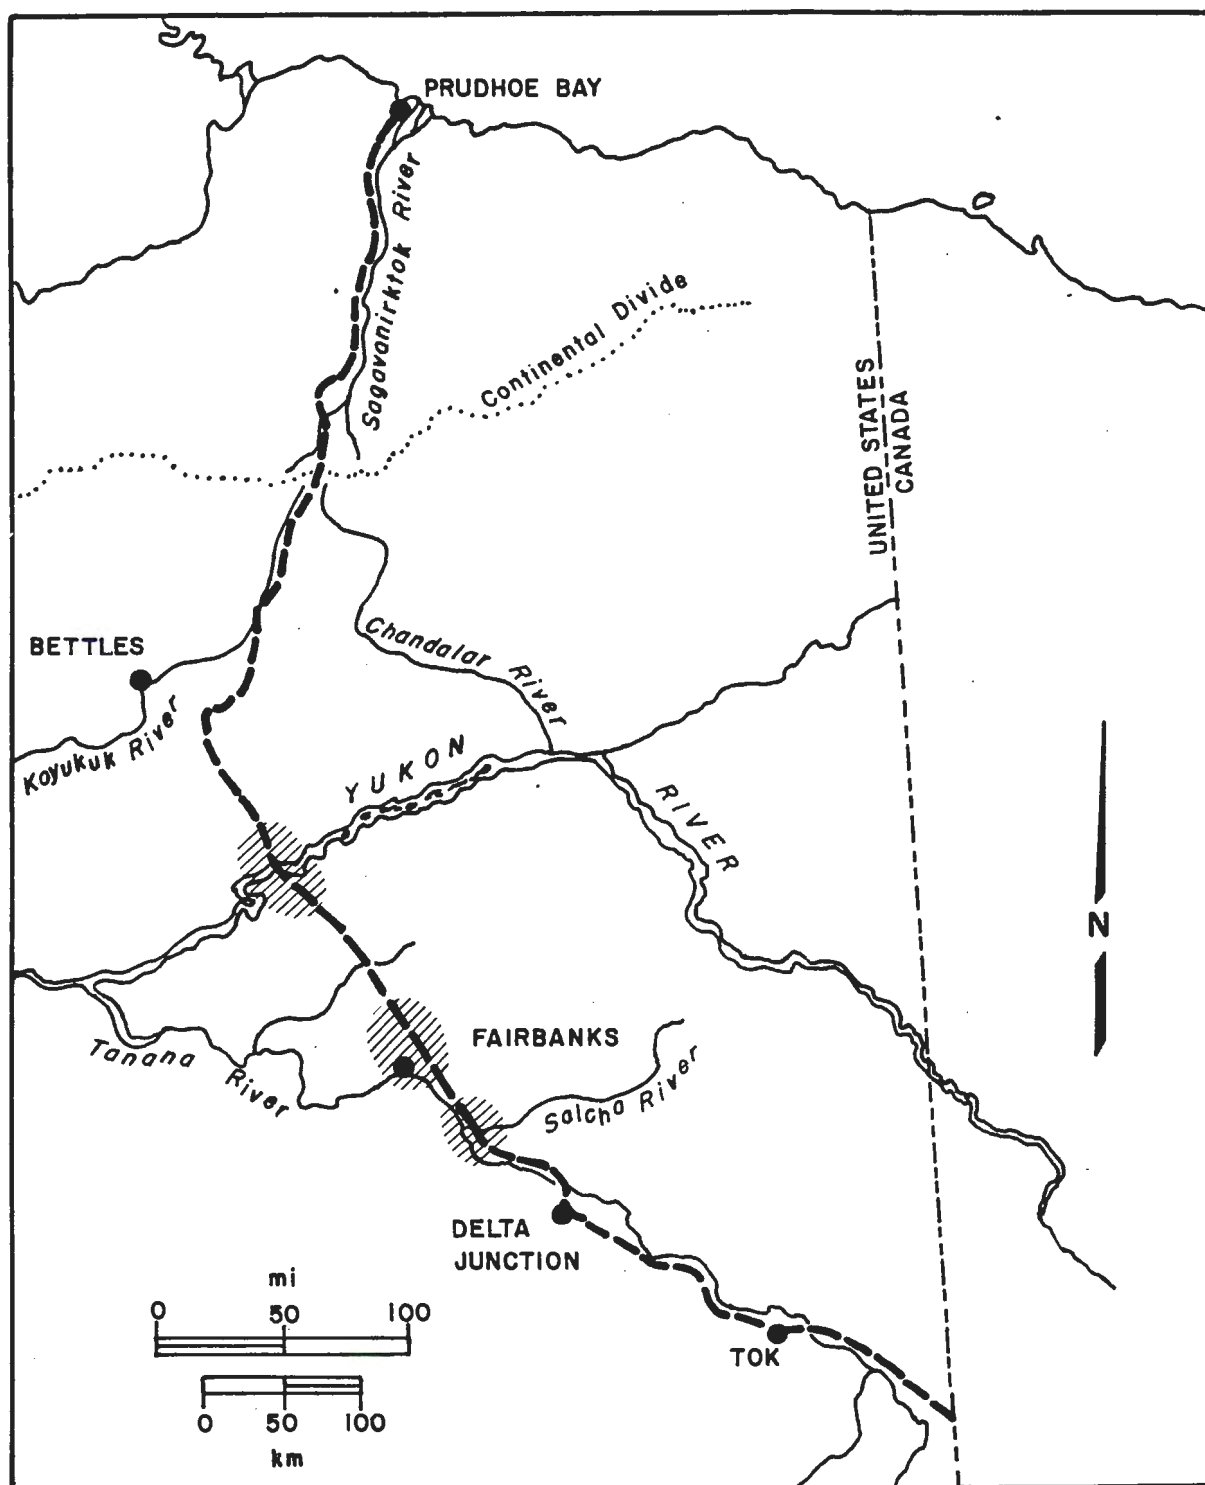 PRUDHOE BAY
Sagavanirktok River
Continental Divide
UNITED STATES
CANADA
BETTLES
Chandalar River
Koyukuk River
YUKON
RIVER
N
FAIRBANKS
Tanana River
Salcha River
DELTA
JUNCTION
mi
0 50 100
TOK
0 50 100
km